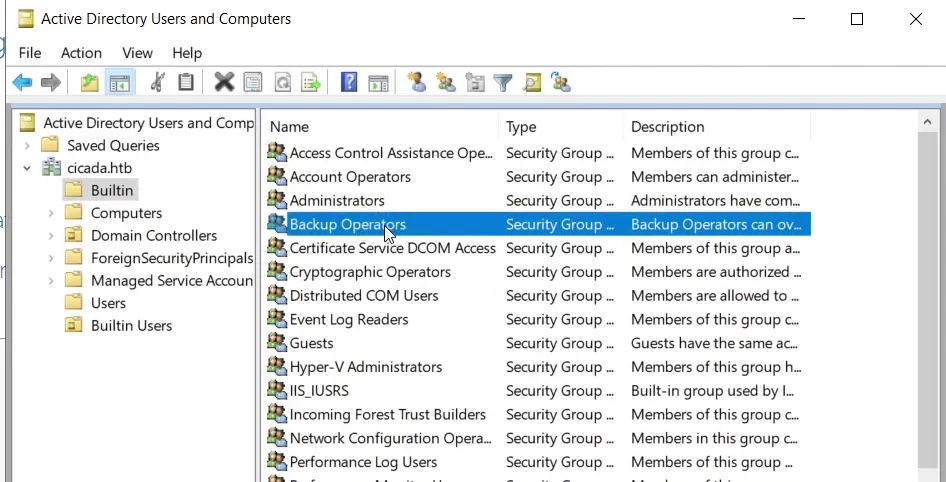 Active Directory Users and Computers
File Action View Help
Active Directory Users and Comp
Saved Queries
cicada.htb
Builtin
Computers
Domain Controllers
ForeignSecurityPrincipals
Managed Service Accoun
Users
Builtin Users
Name Type Description
Access Control Assistance Ope... Security Group ... Members of this group c...
Account Operators Security Group ... Members can administer...
Administrators Security Group ... Administrators have com...
Backup Operators Security Group ... Backup Operators can ov...
Certificate Service DCOM Access Security Group ... Members of this group a...
Cryptographic Operators Security Group ... Members are authorized ...
Distributed COM Users Security Group ... Members are allowed to ...
Event Log Readers Security Group ... Members of this group c...
Guests Security Group ... Guests have the same ac...
Hyper-V Administrators Security Group ... Members of this group h...
IIS_IUSRS Security Group ... Built-in group used by I...
Incoming Forest Trust Builders Security Group ... Members of this group c...
Network Configuration Opera... Security Group ... Members in this group c...
Performance Log Users Security Group ... Members of this group c...